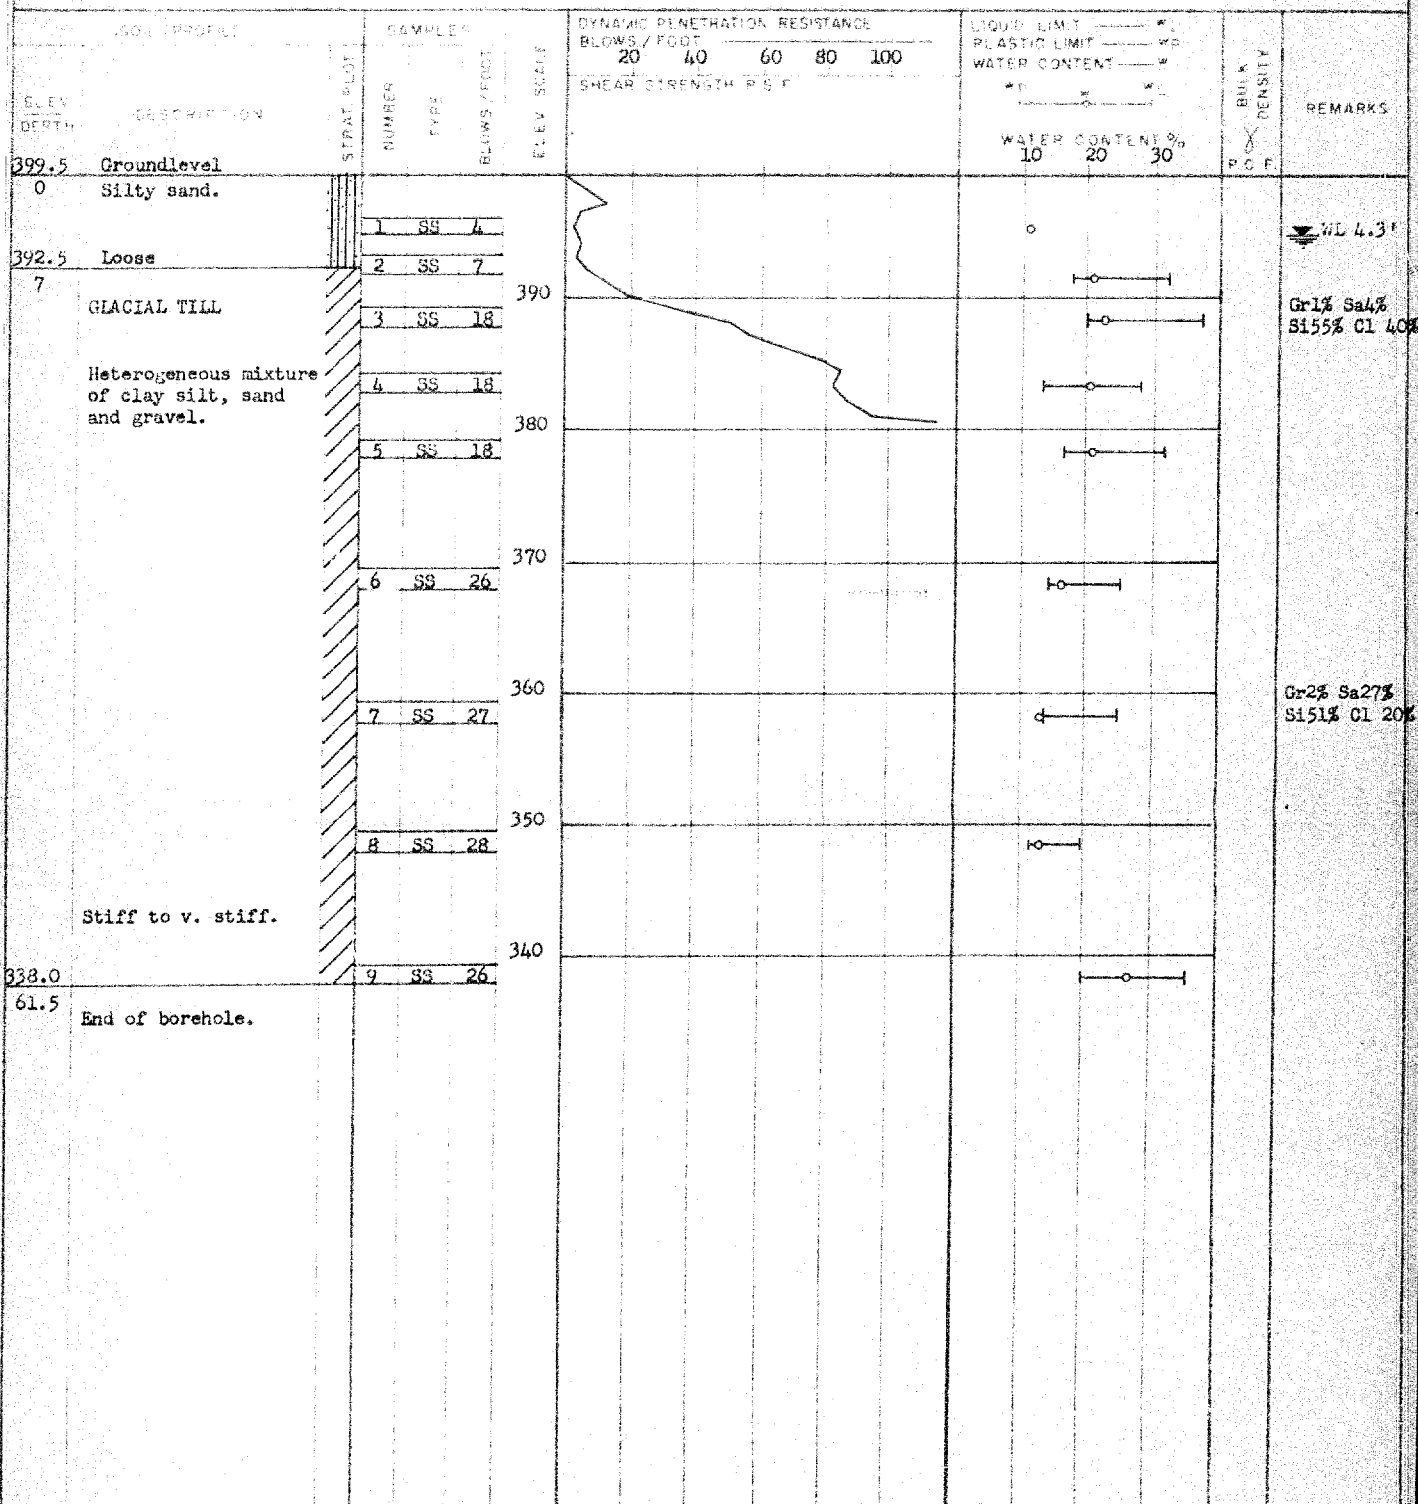 SOIL PROFILE
SAMPLES
DYNAMIC PENETRATION RESISTANCE
BLOWS / FOOT
20 40 60 80 100
SHEAR STRENGTH P.S.F.
LIQUID LIMIT WL
PLASTIC LIMIT WP
WATER CONTENT W
WP W WL
WATER CONTENT %
10 20 30
ELEV
DEPTH
DESCRIPTION
STRAT PLOT
NUMBER
TYPE
BLOWS / FOOT
ELEV SCALE
BULK DENSITY
γ
P.C.F.
REMARKS
399.5 Groundlevel
0 Silty sand.
1 SS 4
WL 4.3'
392.5 Loose
2 SS 7
7
390
GLACIAL TILL
Gr1% Sa4%
3 SS 18
Si55% Cl 40%
Heterogeneous mixture
4 SS 18
of clay silt, sand
and gravel.
380
5 SS 18
370
6 SS 26
360
Gr2% Sa27%
7 SS 27
Si51% Cl 20%
350
8 SS 28
Stiff to v. stiff.
340
338.0
9 SS 26
61.5
End of borehole.